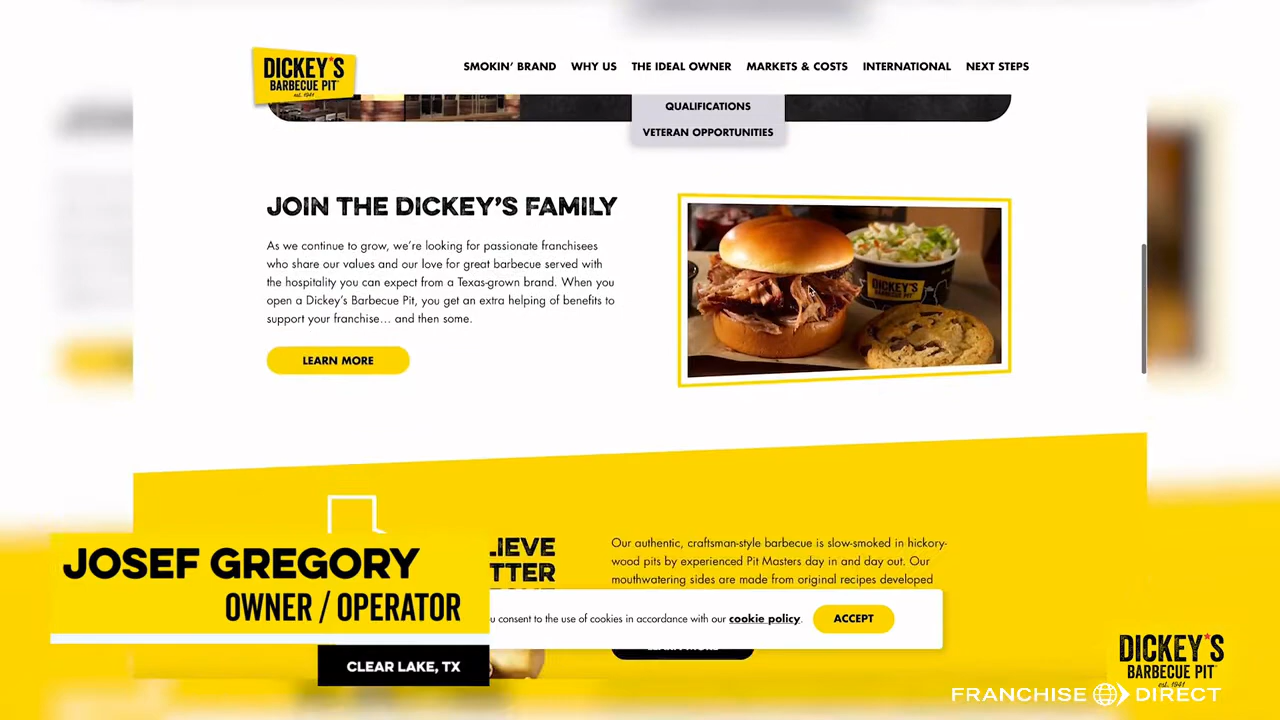 DICKEY'S
BARBECUE PIT
est. 1941
SMOKIN' BRAND WHY US THE IDEAL OWNER MARKETS & COSTS INTERNATIONAL NEXT STEPS
QUALIFICATIONS
VETERAN OPPORTUNITIES
JOIN THE DICKEY'S FAMILY
As we continue to grow, we're looking for passionate franchisees
who share our values and our love for great barbecue served with
the hospitality you can expect from a Texas-grown brand. When you
open a Dickey's Barbecue Pit, you get an extra helping of benefits to
support your franchise... and then some.
LEARN MORE
DICKEY'S
BARBECUE PIT
LIEVE
TTER
Our authentic, craftsman-style barbecue is slow-smoked in hickory-
wood pits by experienced Pit Masters day in and day out. Our
mouthwatering sides are made from original recipes developed
u consent to the use of cookies in accordance with our cookie policy.
ACCEPT
JOSEF GREGORY
OWNER / OPERATOR
CLEAR LAKE, TX
DICKEY'S
BARBECUE PIT
est. 1941
FRANCHISE DIRECT